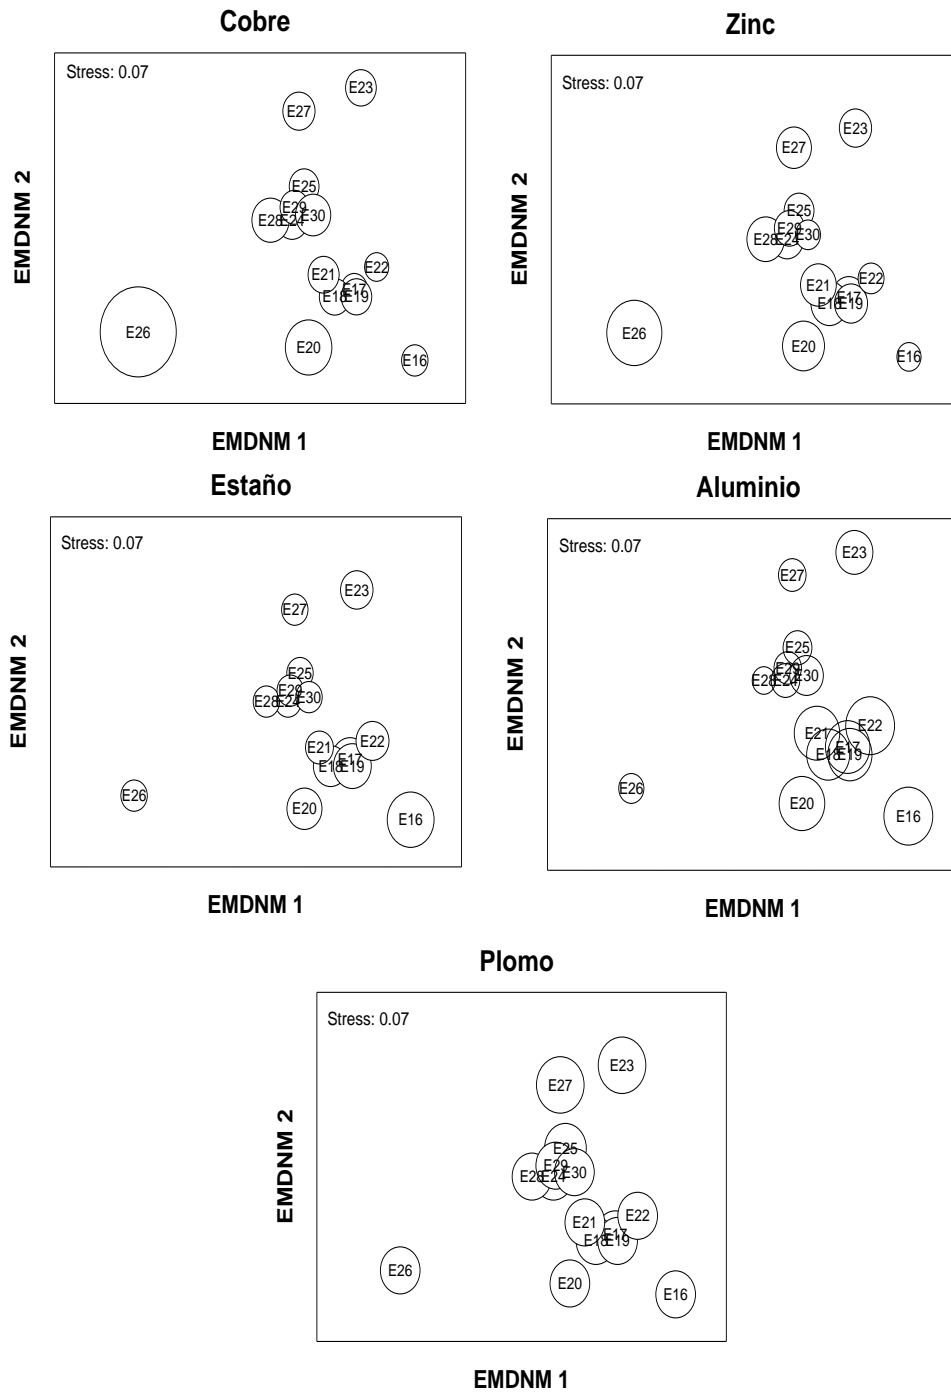 Cobre
Stress: 0.07
E23
E27
E25
E29
E30
E28
E24
E22
E21
E17
E18
E19
E26
E20
E16
EMDNM 2
EMDNM 1
Zinc
Stress: 0.07
E23
E27
E25
E29
E30
E28
E24
E22
E21
E17
E18
E19
E26
E20
E16
EMDNM 2
EMDNM 1
Estaño
Stress: 0.07
E23
E27
E25
E29
E30
E28
E24
E22
E21
E17
E18
E19
E26
E20
E16
EMDNM 2
EMDNM 1
Aluminio
Stress: 0.07
E23
E27
E25
E29
E30
E28
E24
E22
E21
E17
E18
E19
E26
E20
E16
EMDNM 2
EMDNM 1
Plomo
Stress: 0.07
E23
E27
E25
E29
E30
E28
E24
E22
E21
E17
E18
E19
E26
E20
E16
EMDNM 2
EMDNM 1